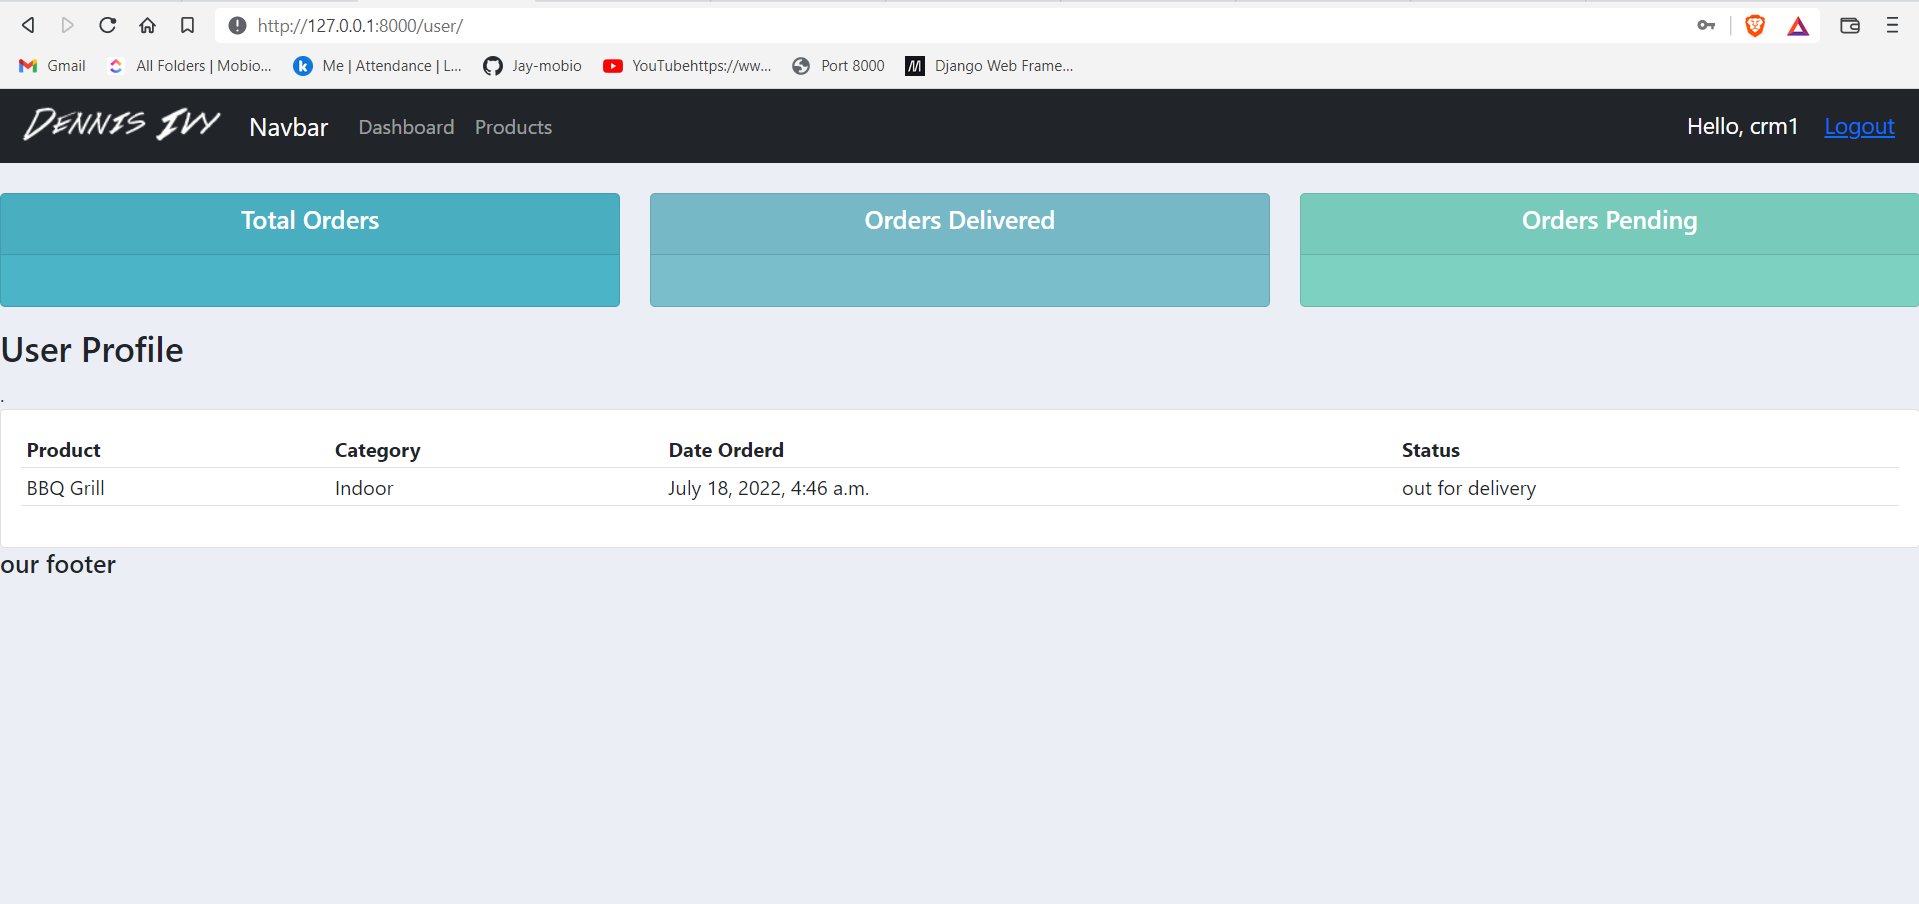 http://127.0.0.1:8000/user/
Gmail All Folders | Mobio... Me | Attendance | L... Jay-mobio YouTubehttps://ww... Port 8000 M Django Web Frame...
DENNIS IVY Navbar Dashboard Products Hello, crm1 Logout
Total Orders Orders Delivered Orders Pending
User Profile
.
Product Category Date Orderd Status
BBQ Grill Indoor July 18, 2022, 4:46 a.m. out for delivery
our footer